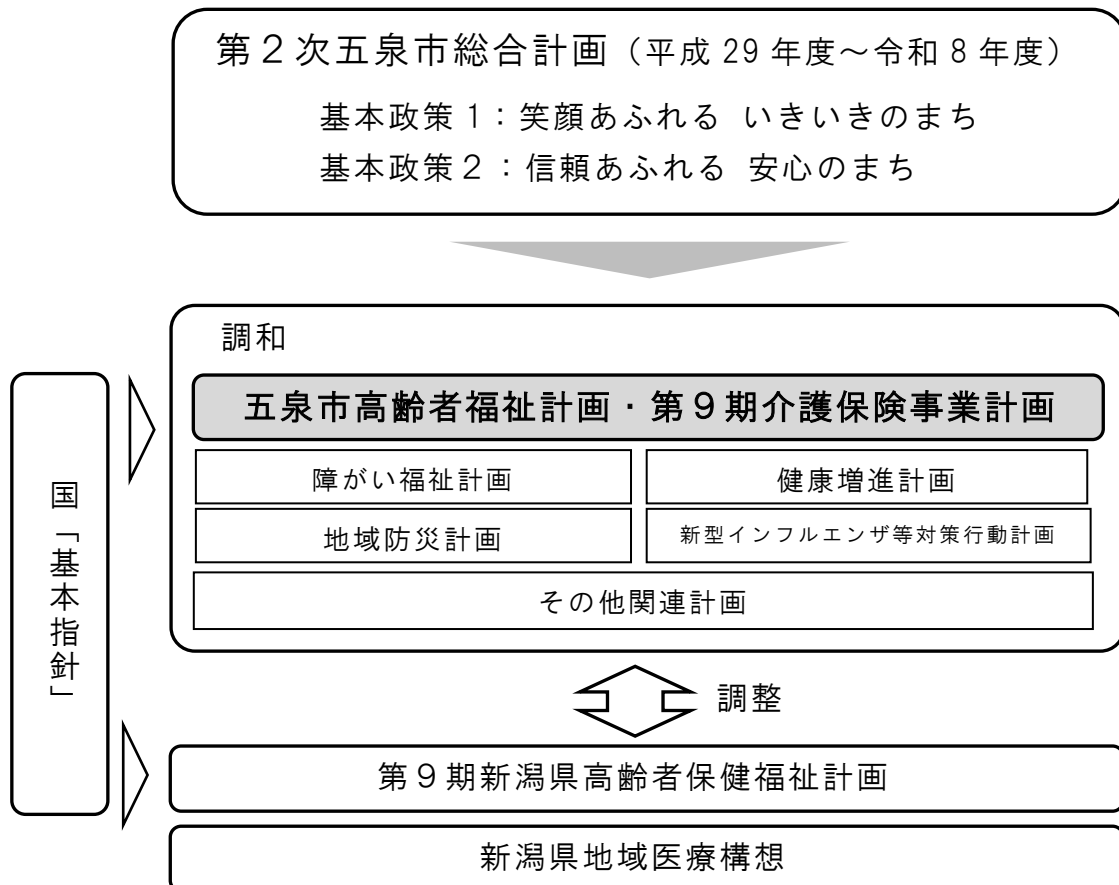 第２次五泉市総合計画（平成 29 年度～令和 8 年度）
基本政策 1：笑顔あふれる いきいきのまち
基本政策２：信頼あふれる 安心のまち
調和
五泉市高齢者福祉計画・第９期介護保険事業計画
障がい福祉計画
健康増進計画
地域防災計画
新型インフルエンザ等対策行動計画
その他関連計画
国「基本指針」
調整
第９期新潟県高齢者保健福祉計画
新潟県地域医療構想